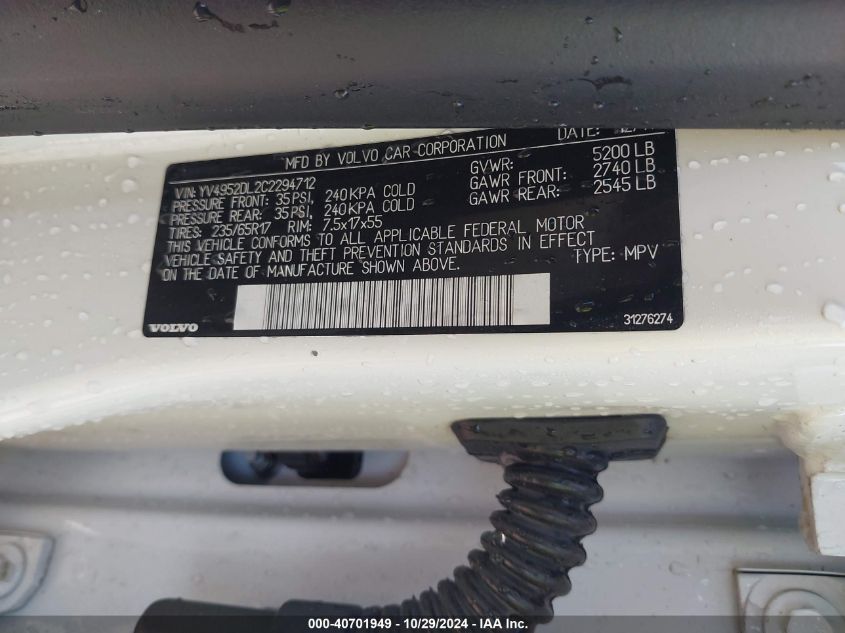 MFD BY VOLVO CAR CORPORATION DATE:
VIN: YV4952DL2C2294712 GVWR: 5200 LB
PRESSURE FRONT: 35PSI, 240KPA COLD GAWR FRONT: 2740 LB
PRESSURE REAR: 35PSI, 240KPA COLD GAWR REAR: 2545 LB
TIRES: 235/65R17 RIM: 7.5x17x55
THIS VEHICLE CONFORMS TO ALL APPLICABLE FEDERAL MOTOR
VEHICLE SAFETY AND THEFT PREVENTION STANDARDS IN EFFECT TYPE: MPV
ON THE DATE OF MANUFACTURE SHOWN ABOVE.
VOLVO 31276274
000-40701949 - 10/29/2024 - IAA Inc.